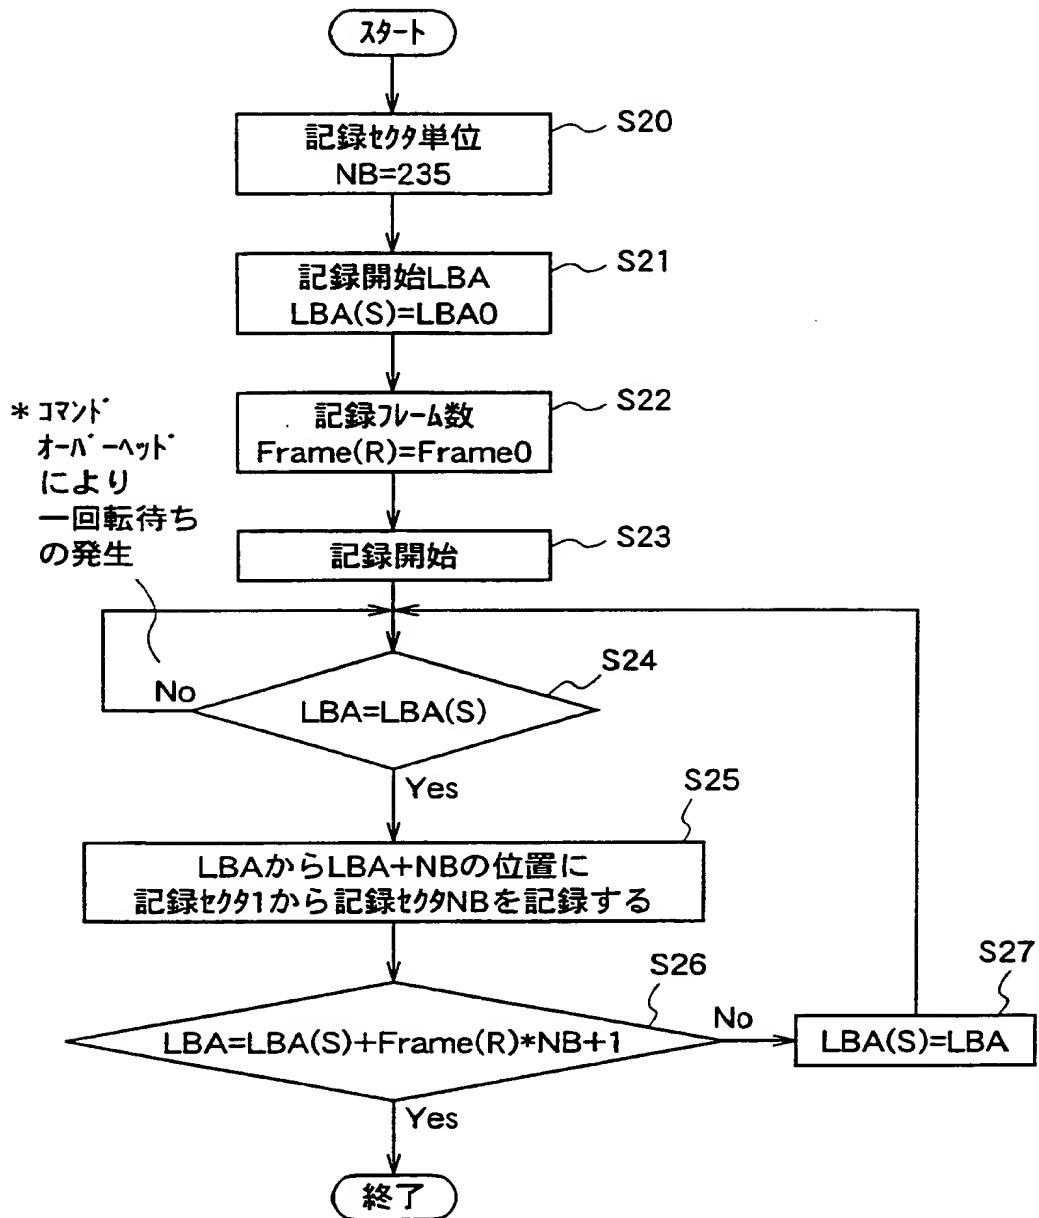 スタート
記録セクタ単位
NB=235
S20
記録開始LBA
LBA(S)=LBA0
S21
記録フレーム数
Frame(R)=Frame0
S22
*コマンド
オーバーヘッド
により
一回転待ち
の発生
記録開始
S23
No
LBA=LBA(S)
S24
Yes
S25
LBAからLBA+NBの位置に
記録セクタ1から記録セクタNBを記録する
S26
LBA=LBA(S)+Frame(R)*NB+1
No
S27
LBA(S)=LBA
Yes
終了